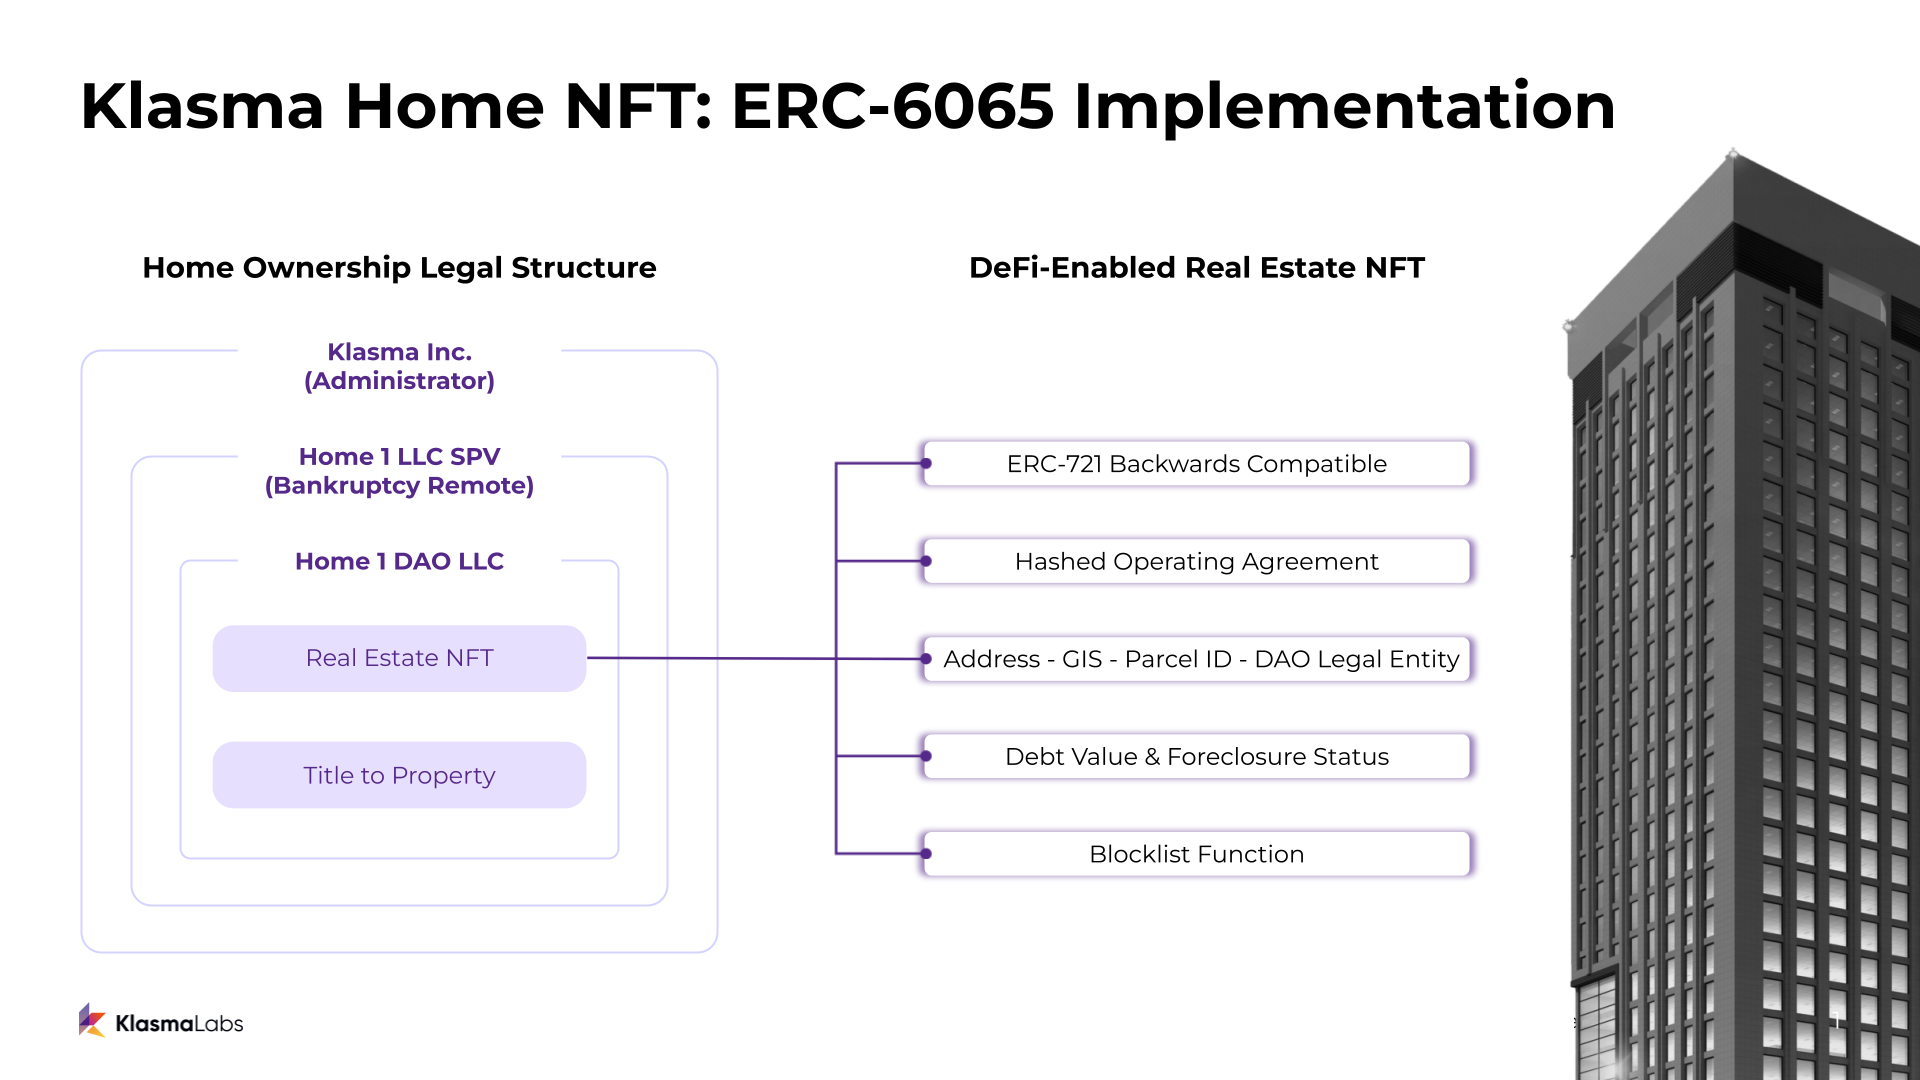 Klasma Home NFT: ERC-6065 Implementation
Home Ownership Legal Structure
Klasma Inc.
(Administrator)
Home 1 LLC SPV
(Bankruptcy Remote)
Home 1 DAO LLC
Real Estate NFT
Title to Property
DeFi-Enabled Real Estate NFT
ERC-721 Backwards Compatible
Hashed Operating Agreement
Address - GIS - Parcel ID - DAO Legal Entity
Debt Value & Foreclosure Status
Blocklist Function
KlasmaLabs
1